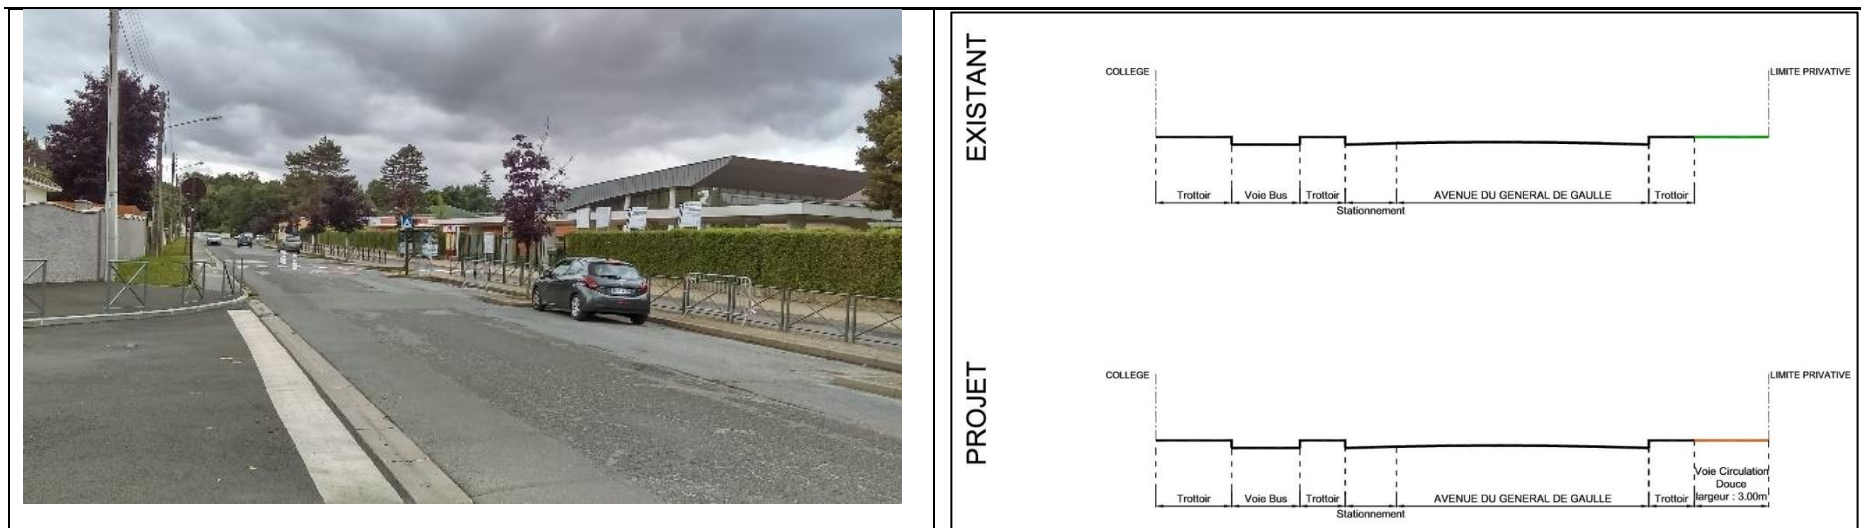 EXISTANT
COLLEGE
LIMITE PRIVATIVE
Trottoir
Voie Bus
Trottoir
Stationnement
AVENUE DU GENERAL DE GAULLE
Trottoir
PROJET
COLLEGE
LIMITE PRIVATIVE
Trottoir
Voie Bus
Trottoir
Stationnement
AVENUE DU GENERAL DE GAULLE
Trottoir
Voie Circulation
Douce
largeur : 3.00m